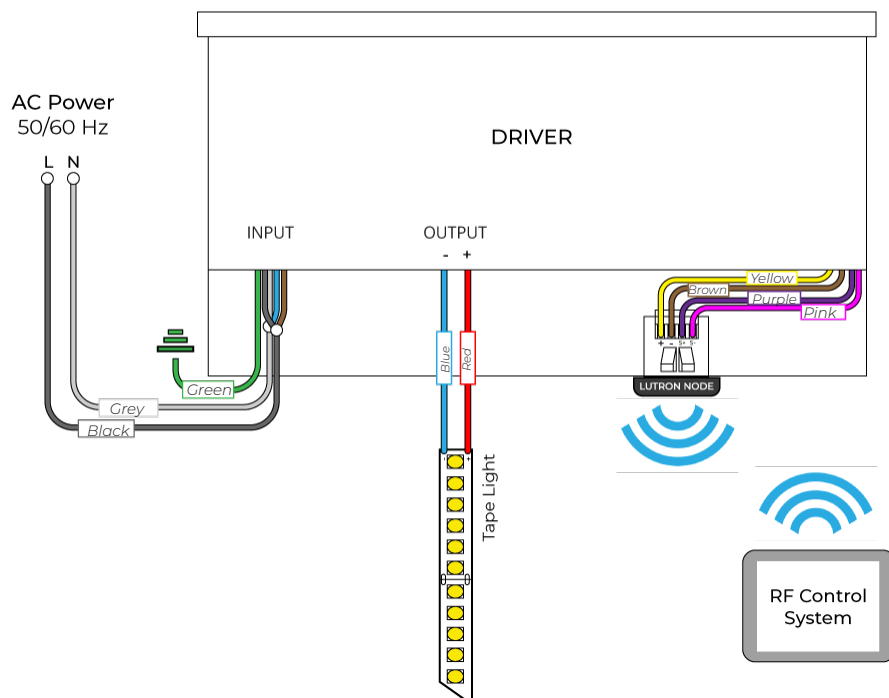 AC Power
50/60 Hz
L N
DRIVER
INPUT
OUTPUT
- +
Yellow
Brown
Purple
Pink
+ - S+ S-
LUTRON NODE
Green
Grey
Black
Blue
Red
- +
Tape Light
RF Control
System